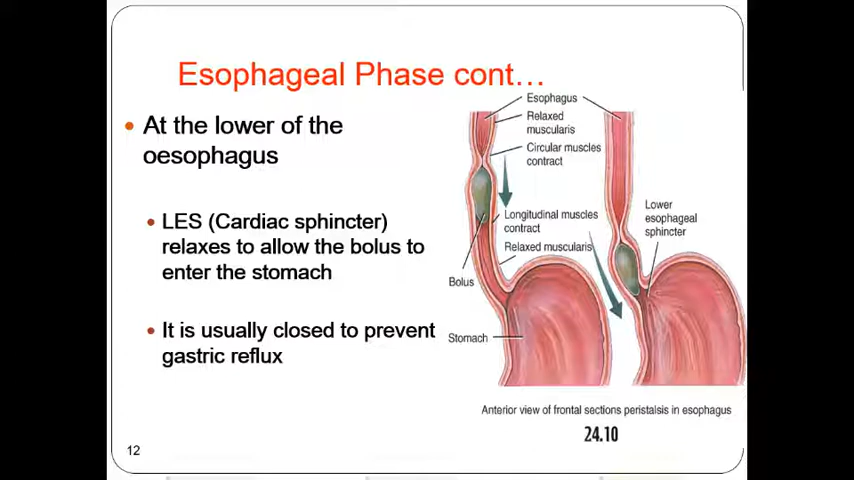 Esophageal Phase cont…
• At the lower of the
oesophagus
• LES (Cardiac sphincter)
relaxes to allow the bolus to
enter the stomach
• It is usually closed to prevent
gastric reflux
Esophagus
Relaxed
muscularis
Circular muscles
contract
Longitudinal muscles
contract
Relaxed muscularis
Lower
esophageal
sphincter
Bolus
Stomach
Anterior view of frontal sections peristalsis in esophagus
24.10
12